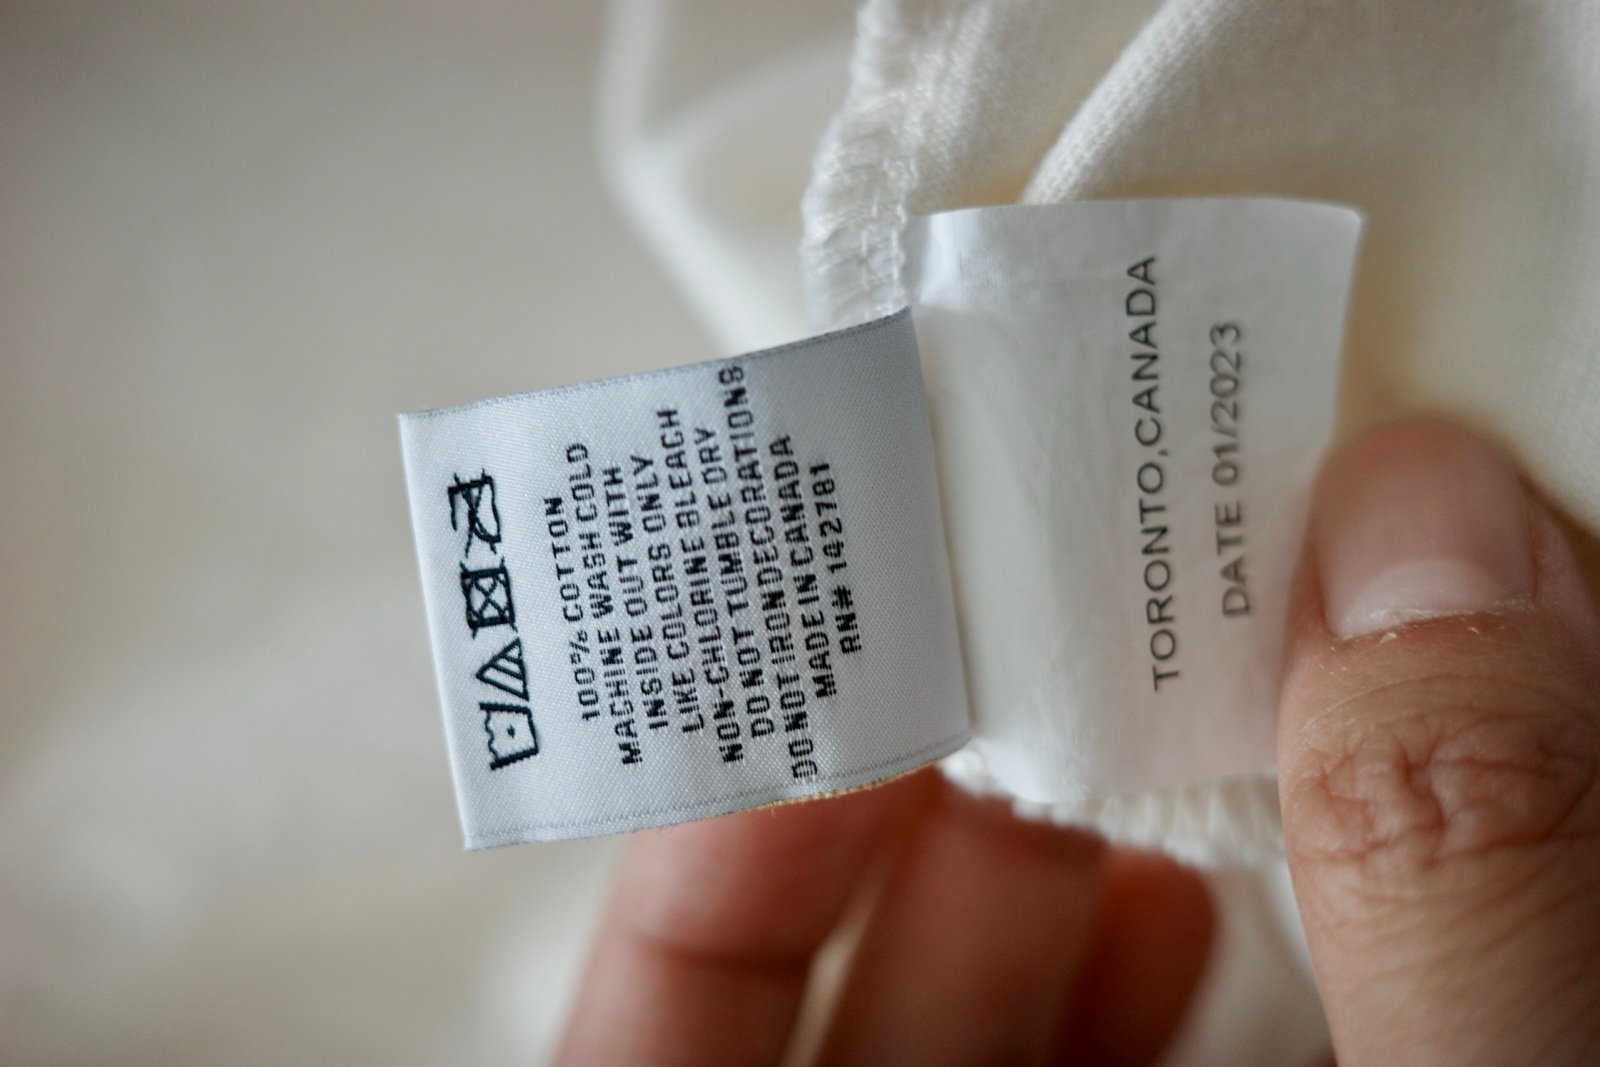 100% COTTON
MACHINE WASH COLD
INSIDE OUT WITH
LIKE COLORS ONLY
NON-CHLORINE BLEACH
DO NOT TUMBLE DRY
DO NOT IRON DECORATIONS
MADE IN CANADA
RN# 142781
TORONTO,CANADA
DATE 01/2023